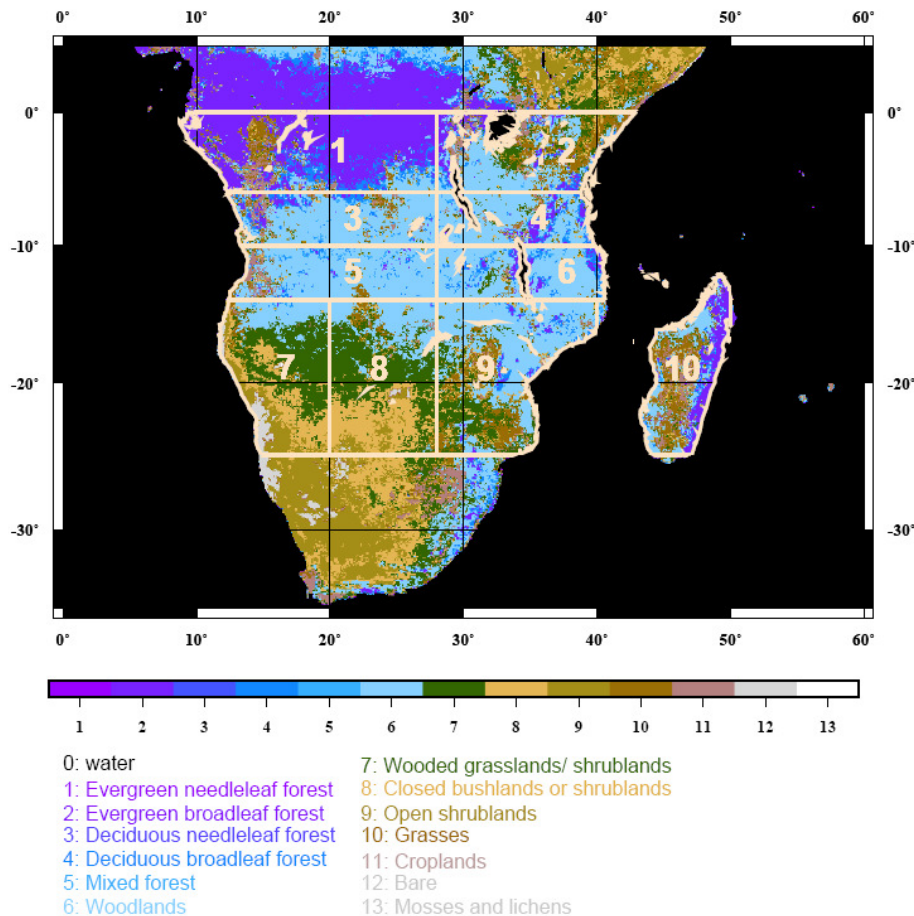 0° 10° 20° 30° 40° 50° 60°
0°
-10°
-20°
-30°
1
2
3
4
5
6
7
8
9
10
0° 10° 20° 30° 40° 50° 60°
1 2 3 4 5 6 7 8 9 10 11 12 13
0: water
1: Evergreen needleleaf forest
2: Evergreen broadleaf forest
3: Deciduous needleleaf forest
4: Deciduous broadleaf forest
5: Mixed forest
6: Woodlands
7: Wooded grasslands/ shrublands
8: Closed bushlands or shrublands
9: Open shrublands
10: Grasses
11: Croplands
12: Bare
13: Mosses and lichens